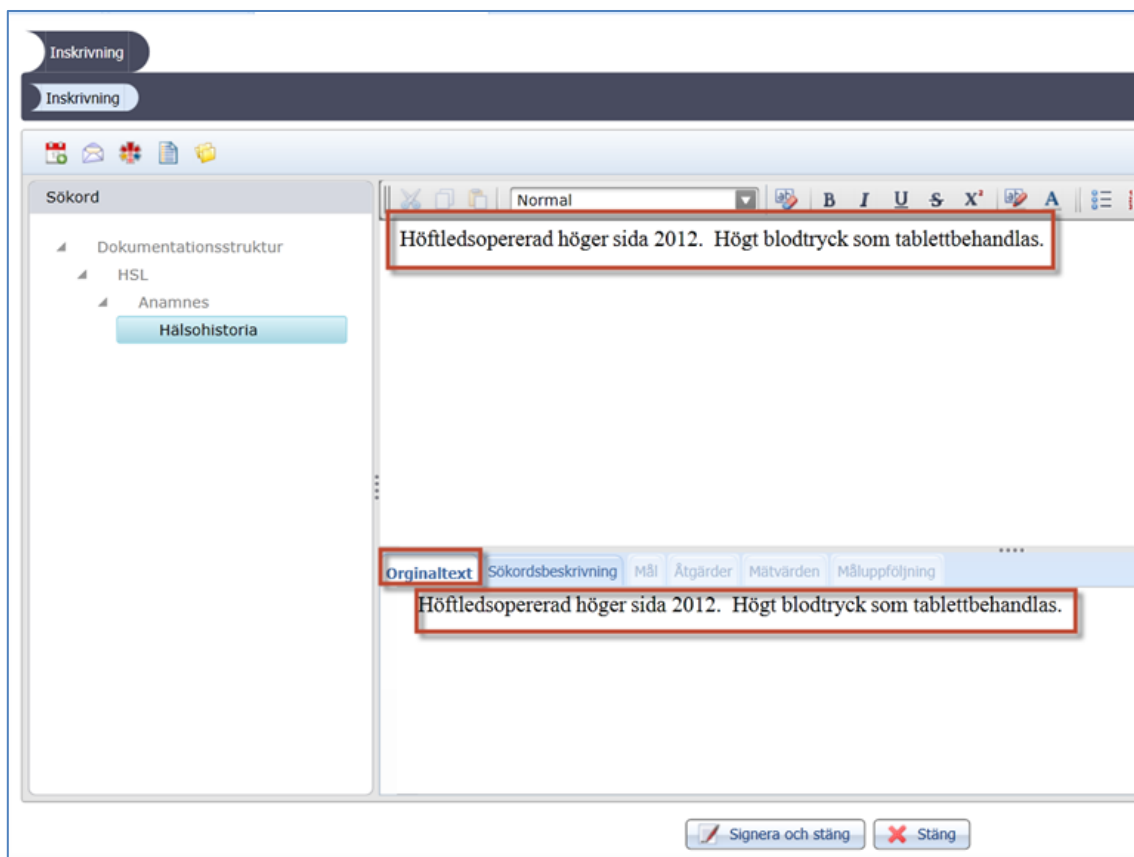 Inskrivning
Inskrivning
Sökord
Normal
B I U S X² A
Dokumentationsstruktur
HSL
Anamnes
Hälsohistoria
Höftledsopererad höger sida 2012.  Högt blodtryck som tablettbehandlas.
Orginaltext Sökordsbeskrivning Mål Åtgärder Mätvärden Måluppföljning
Höftledsopererad höger sida 2012.  Högt blodtryck som tablettbehandlas.
Signera och stäng Stäng